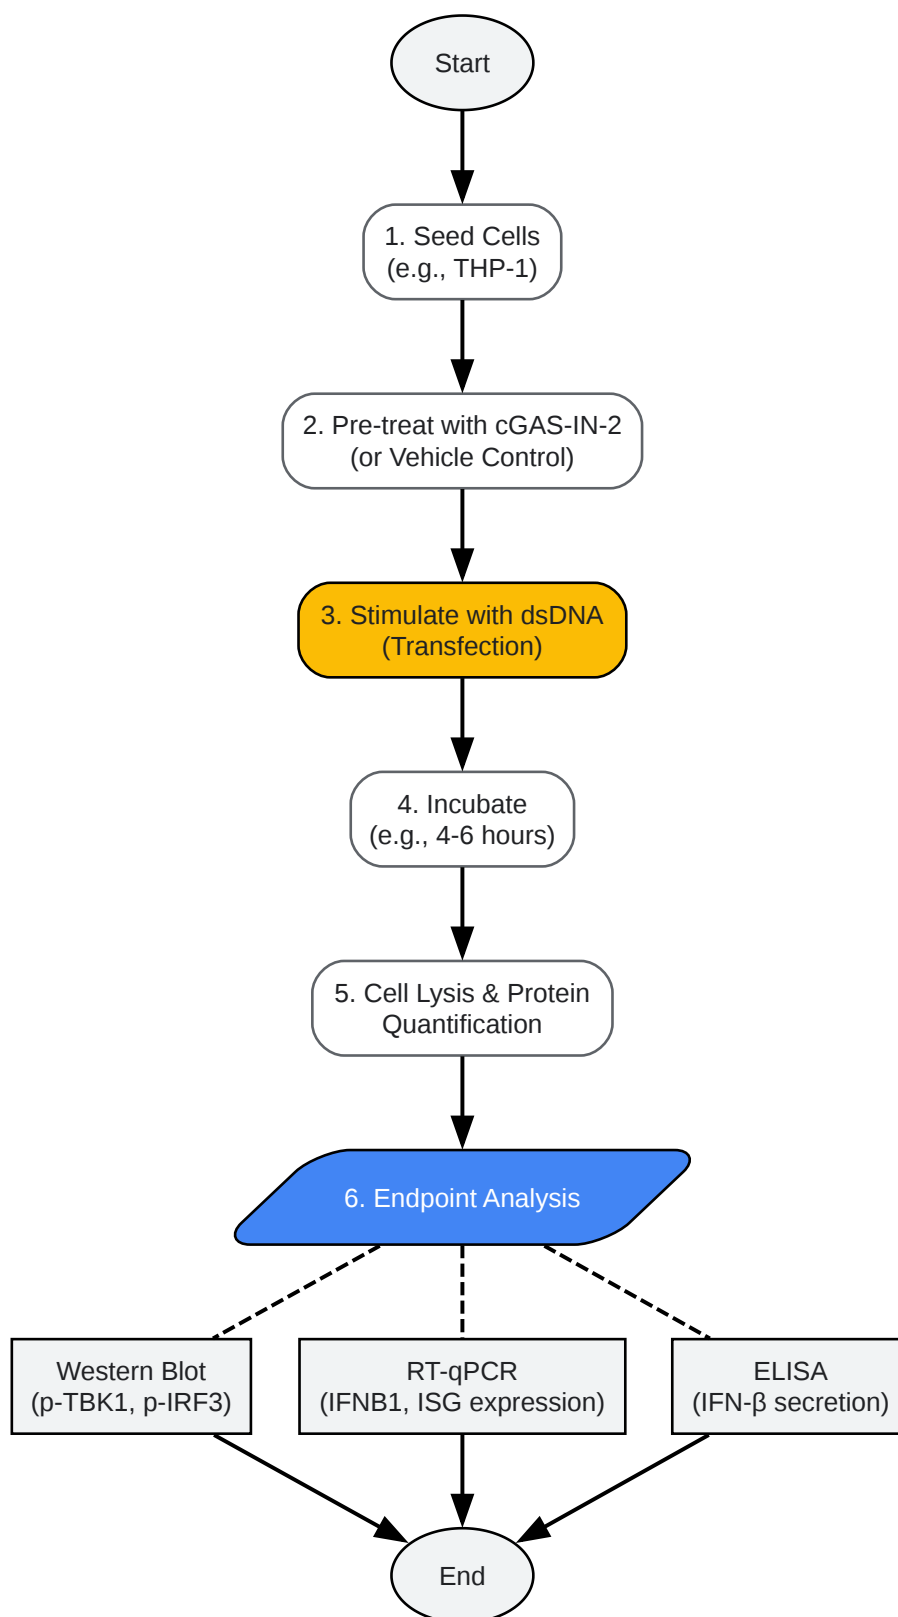 Start
1. Seed Cells
(e.g., THP-1)
2. Pre-treat with cGAS-IN-2
(or Vehicle Control)
3. Stimulate with dsDNA
(Transfection)
4. Incubate
(e.g., 4-6 hours)
5. Cell Lysis & Protein
Quantification
6. Endpoint Analysis
Western Blot
(p-TBK1, p-IRF3)
RT-qPCR
(IFNB1, ISG expression)
ELISA
(IFN-β secretion)
End